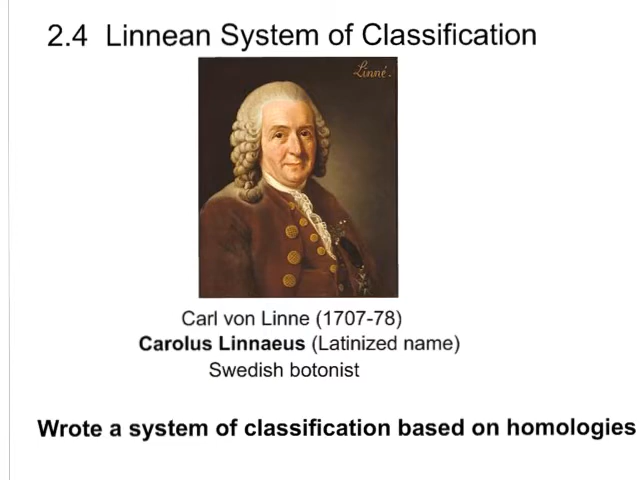 2.4 Linnean System of Classification
Linné.
Carl von Linne (1707-78)
Carolus Linnaeus (Latinized name)
Swedish botonist
Wrote a system of classification based on homologies